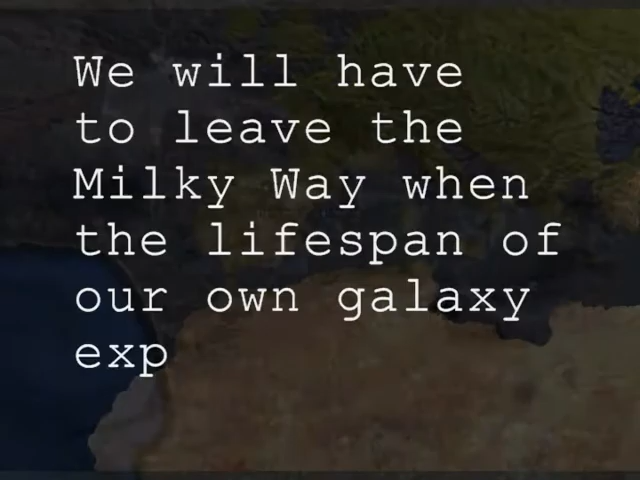 We will have
to leave the
Milky Way when
the lifespan of
our own galaxy
exp